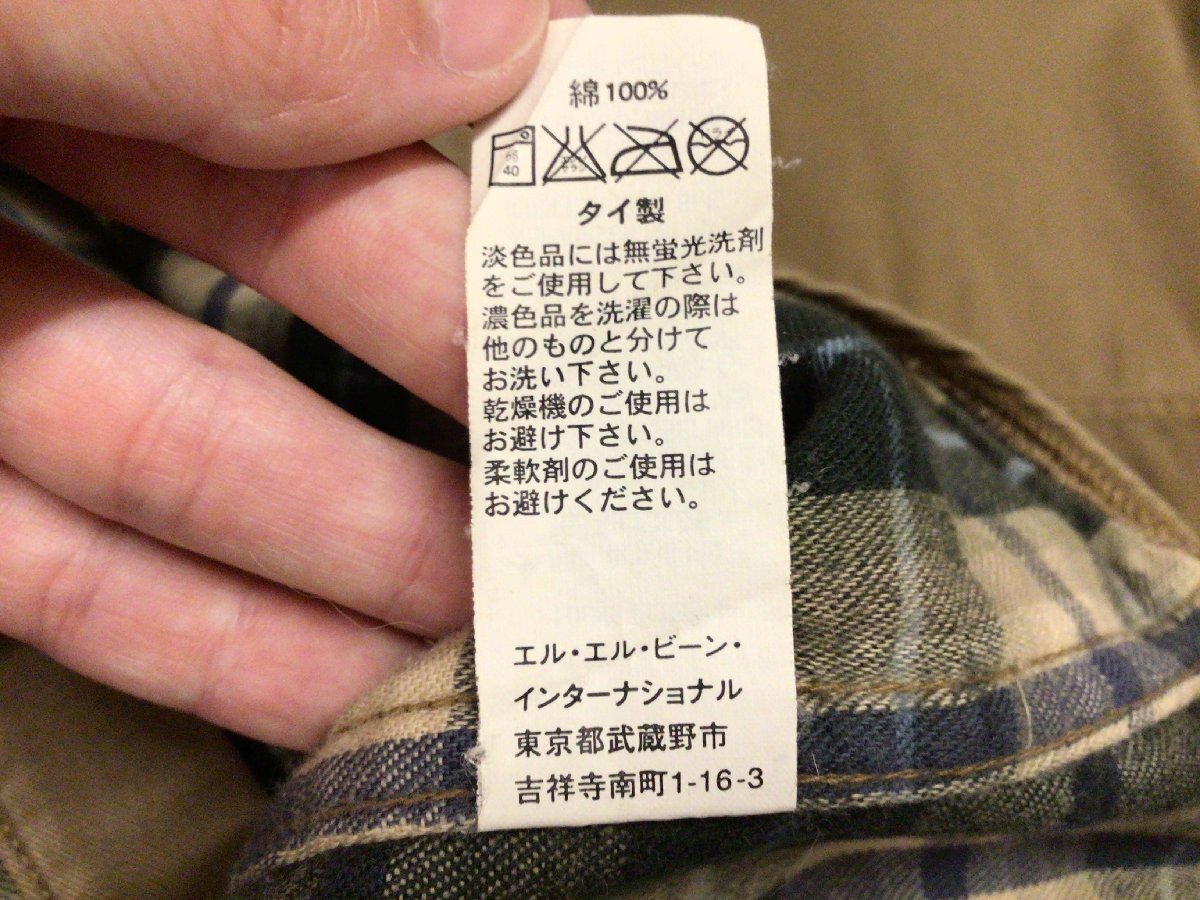 綿100%
40
タイ製
淡色品には無蛍光洗剤
をご使用して下さい。
濃色品を洗濯の際は
他のものと分けて
お洗い下さい。
乾燥機のご使用は
お避け下さい。
柔軟剤のご使用は
お避けください。
エル・エル・ビーン・
インターナショナル
東京都武蔵野市
吉祥寺南町1-16-3